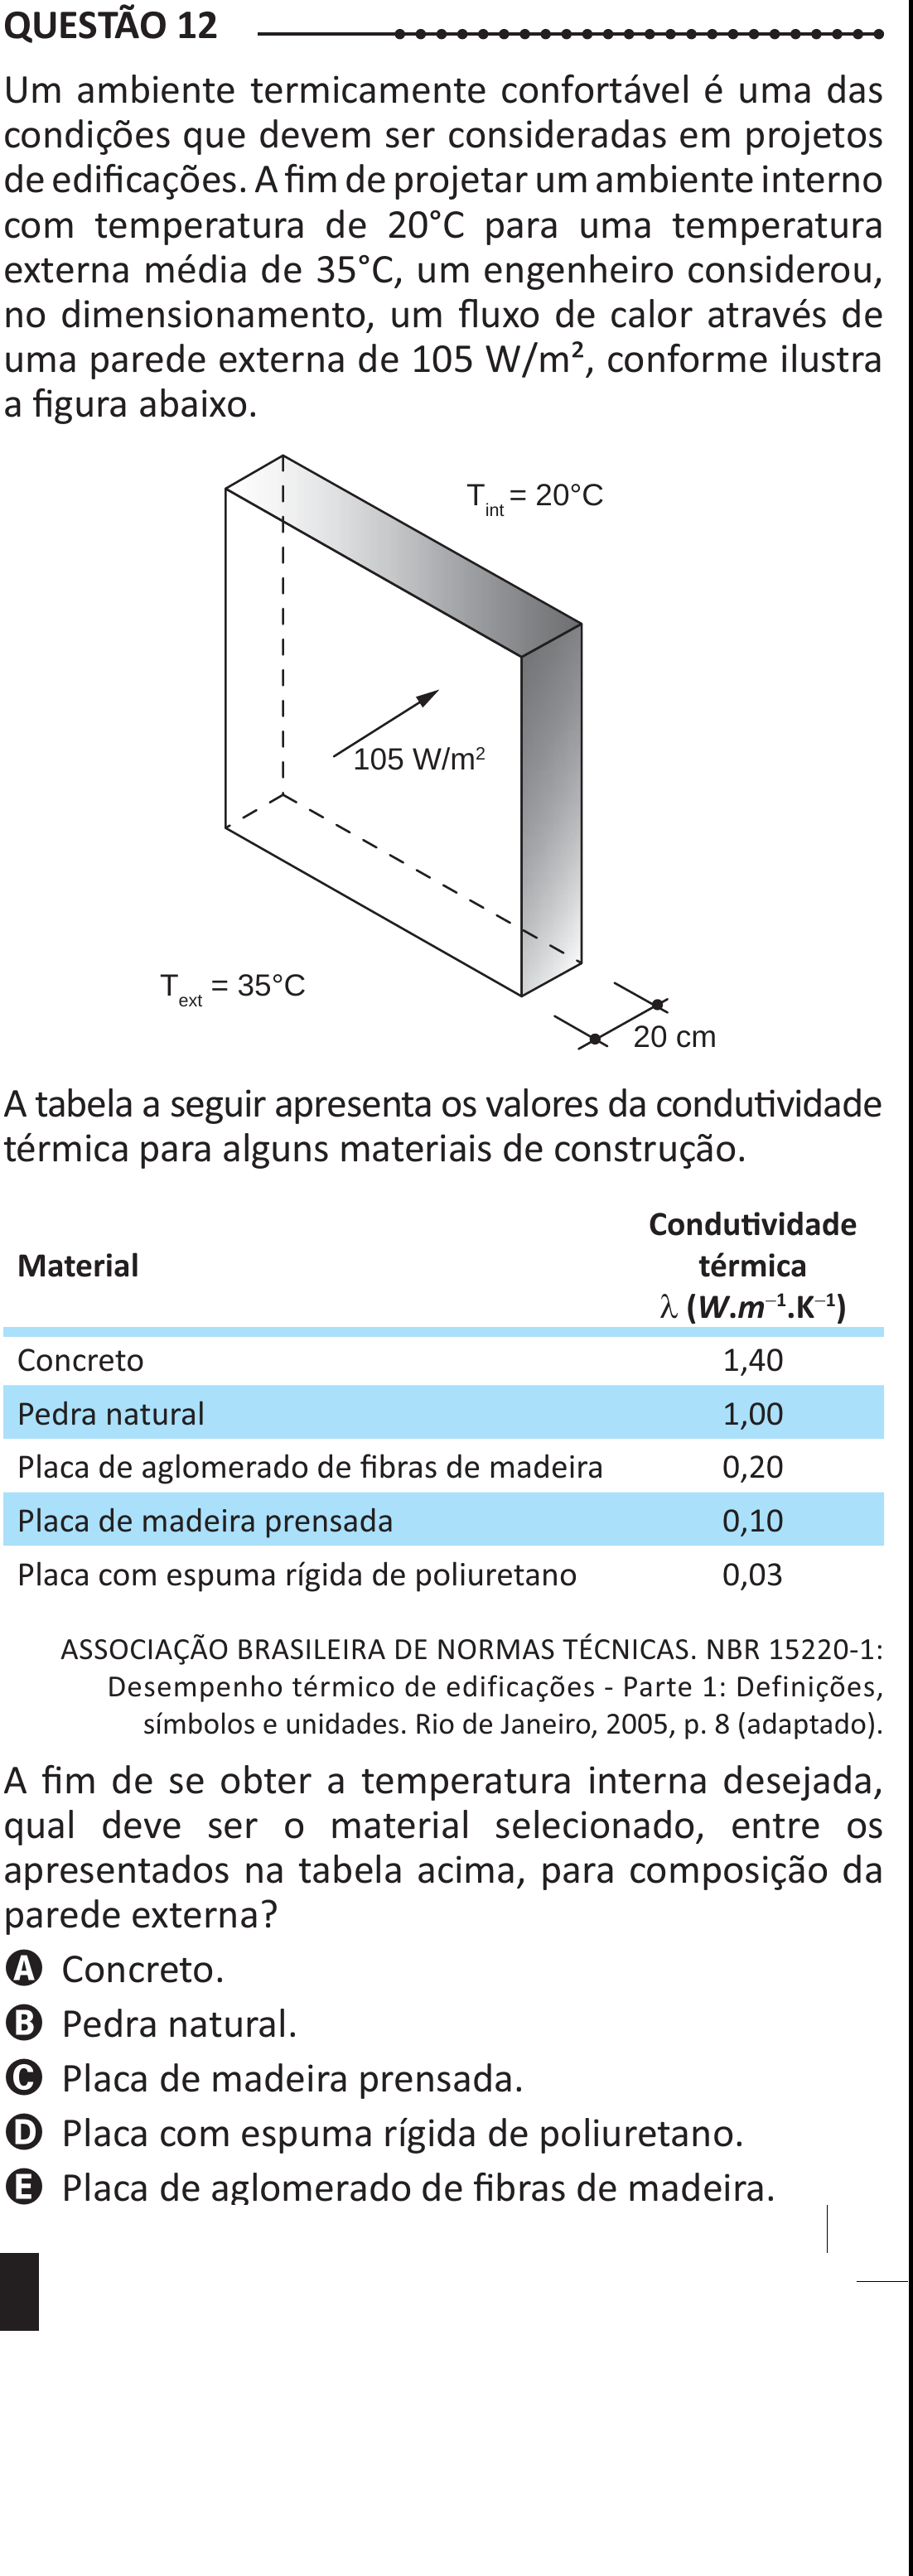 QUESTÃO 12
Um ambiente termicamente confortável é uma das
condições que devem ser consideradas em projetos
de edificações. A fim de projetar um ambiente interno
com temperatura de 20°C para uma temperatura
externa média de 35°C, um engenheiro considerou,
no dimensionamento, um fluxo de calor através de
uma parede externa de 105 W/m², conforme ilustra
a figura abaixo.
T_int = 20°C
105 W/m²
T_ext = 35°C
20 cm
A tabela a seguir apresenta os valores da condutividade
térmica para alguns materiais de construção.
Material
Condutividade
térmica
λ (W.m⁻¹.K⁻¹)
Concreto 1,40
Pedra natural 1,00
Placa de aglomerado de fibras de madeira 0,20
Placa de madeira prensada 0,10
Placa com espuma rígida de poliuretano 0,03
ASSOCIAÇÃO BRASILEIRA DE NORMAS TÉCNICAS. NBR 15220-1:
Desempenho térmico de edificações - Parte 1: Definições,
símbolos e unidades. Rio de Janeiro, 2005, p. 8 (adaptado).
A fim de se obter a temperatura interna desejada,
qual deve ser o material selecionado, entre os
apresentados na tabela acima, para composição da
parede externa?
A Concreto.
B Pedra natural.
C Placa de madeira prensada.
D Placa com espuma rígida de poliuretano.
E Placa de aglomerado de fibras de madeira.